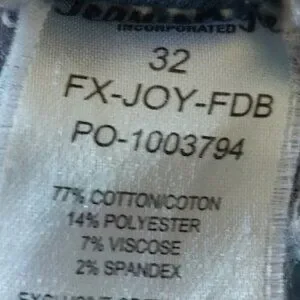 INCORPORATED
32
FX-JOY-FDB
PO-1003794
77% COTTON/COTON
14% POLYESTER
7% VISCOSE
2% SPANDEX